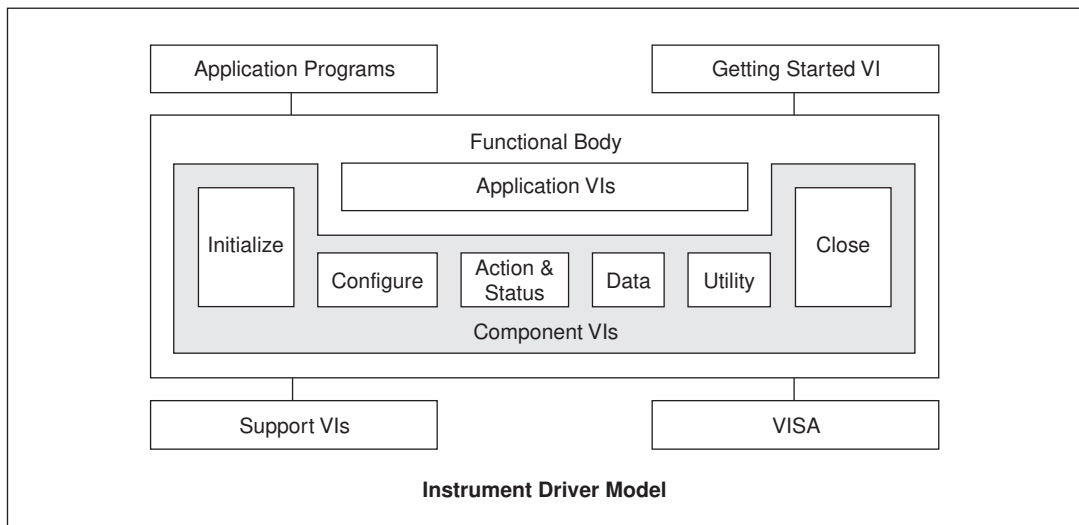 Application Programs
Getting Started VI
Functional Body
Application VIs
Initialize
Close
Configure
Action &
Status
Data
Utility
Component VIs
Support VIs
VISA
Instrument Driver Model